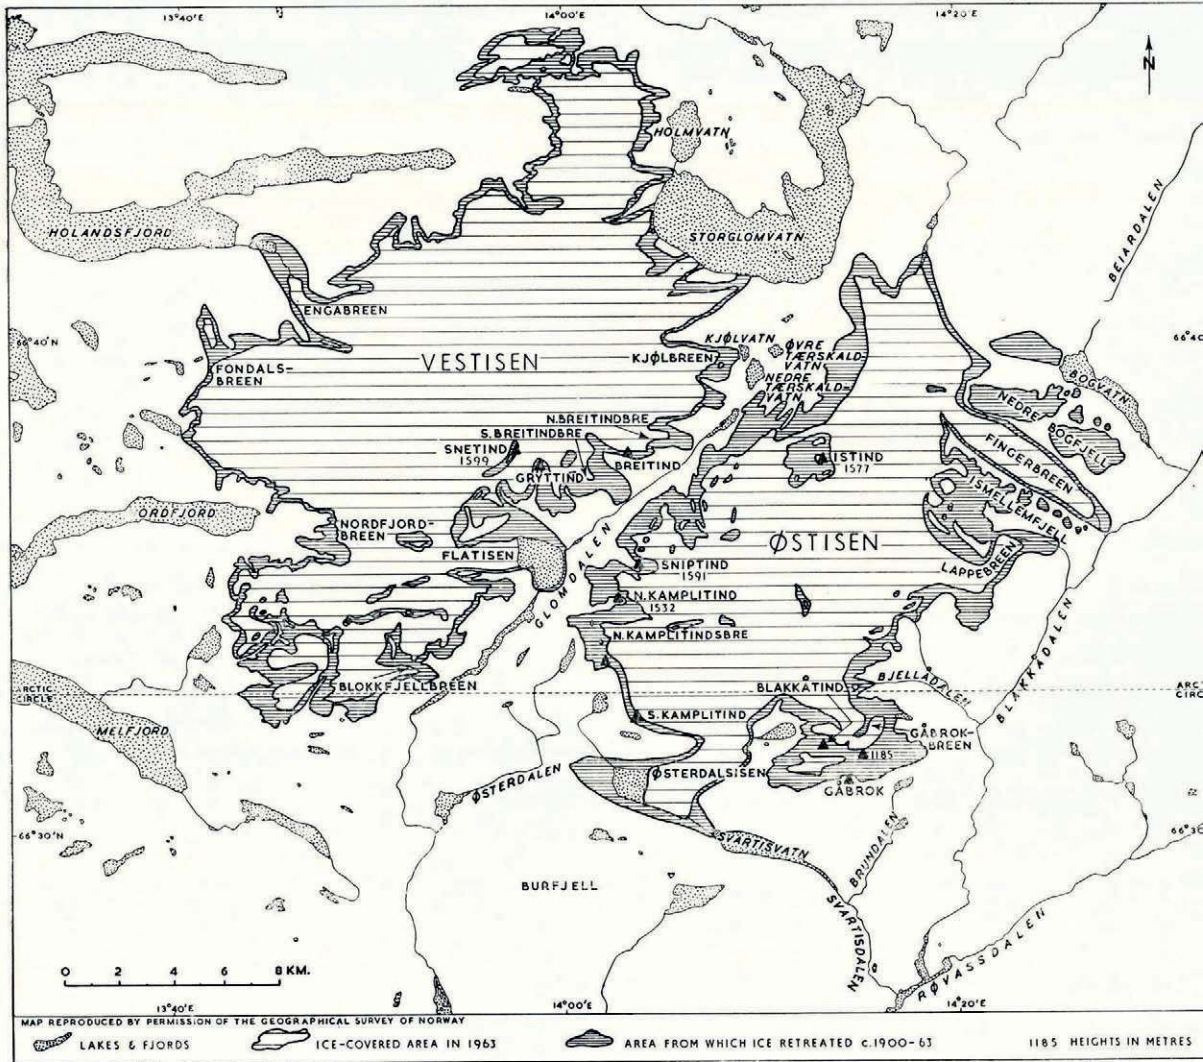 13°40'E
14°00'E
14°20'E
N
HOLMVATN
HOLANDSFJORD
STORGLOMVATN
BEIARDALEN
ENGABREEN
66°40'N
KJØLVATN
ØVRE
TÆRSKALD-
VATN
66°40'
FONDALS-
BREEN
VESTISEN
KJØLBREEN
NEDRE
TÆRSKALD-
VATN
BOGVATN
N.BREITINDBRE
S.BREITINDBRE
NEDRE
BOGFJELL
SNETIND
1599
BREITIND
ISTIND
1577
FINGERBREEN
GRYTTIND
ISMELLEMFJELL
ORDFJORD
NORDFJORD-
BREEN
ØSTISEN
FLATISEN
GLOMDALEN
SNIPTIND
1591
LAPPEBREEN
N.KAMPLITIND
1532
N.KAMPLITINDSBRE
BLAKKÅDALEN
BLOKKFJELLBREEN
BLAKKATIND
BJELLÅDALEN
ARCTIC
CIRCLE
ARCT
CIRC
MELFJORD
S.KAMPLITIND
GÅBROK-
BREEN
1185
ØSTERDALEN
ØSTERDALSISEN
GÅBROK
66°30'N
66°30
SVARTISVATN
BRUNDALEN
BURFJELL
SVARTISDALEN
RØVASSDALEN
0 2 4 6 8 KM.
13°40'E
14°00'E
14°20'E
MAP REPRODUCED BY PERMISSION OF THE GEOGRAPHICAL SURVEY OF NORWAY
LAKES & FJORDS ICE-COVERED AREA IN 1963 AREA FROM WHICH ICE RETREATED c.1900-63 1185 HEIGHTS IN METRES